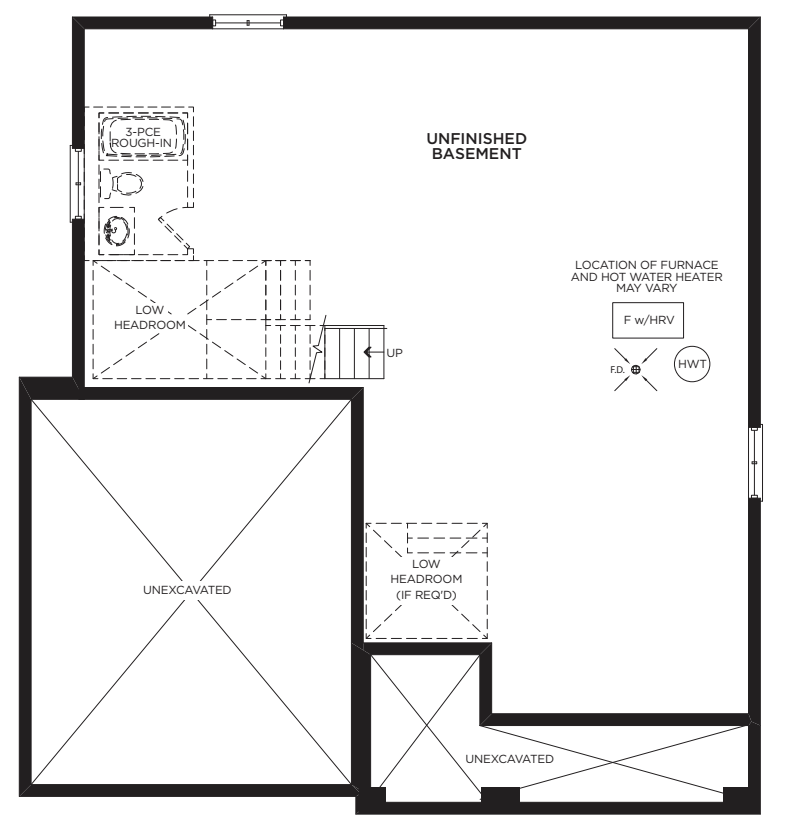 3-PCE
ROUGH-IN
UNFINISHED
BASEMENT
LOCATION OF FURNACE
AND HOT WATER HEATER
MAY VARY
F w/HRV
LOW
HEADROOM
UP
F.D.
HWT
LOW
HEADROOM
(IF REQ'D)
UNEXCAVATED
UNEXCAVATED